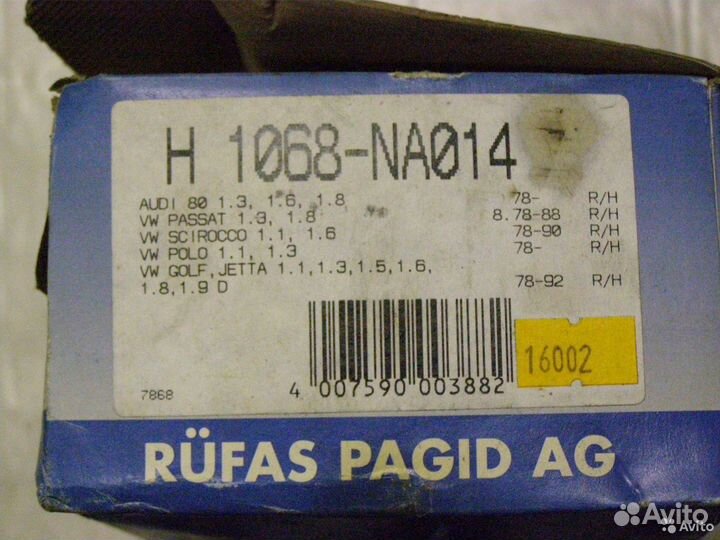 H 1068-NA014
AUDI 80 1.3, 1.6, 1.8 78- R/H
VW PASSAT 1.3, 1.8 8.78-88 R/H
VW SCIROCCO 1.1, 1.6 78-90 R/H
VW POLO 1.1, 1.3 78- R/H
VW GOLF,JETTA 1.1,1.3,1.5,1.6,
1.8,1.9 D 78-92 R/H
16002
4 007590 003882
7868
RÜFAS PAGID AG
Avito
Avito